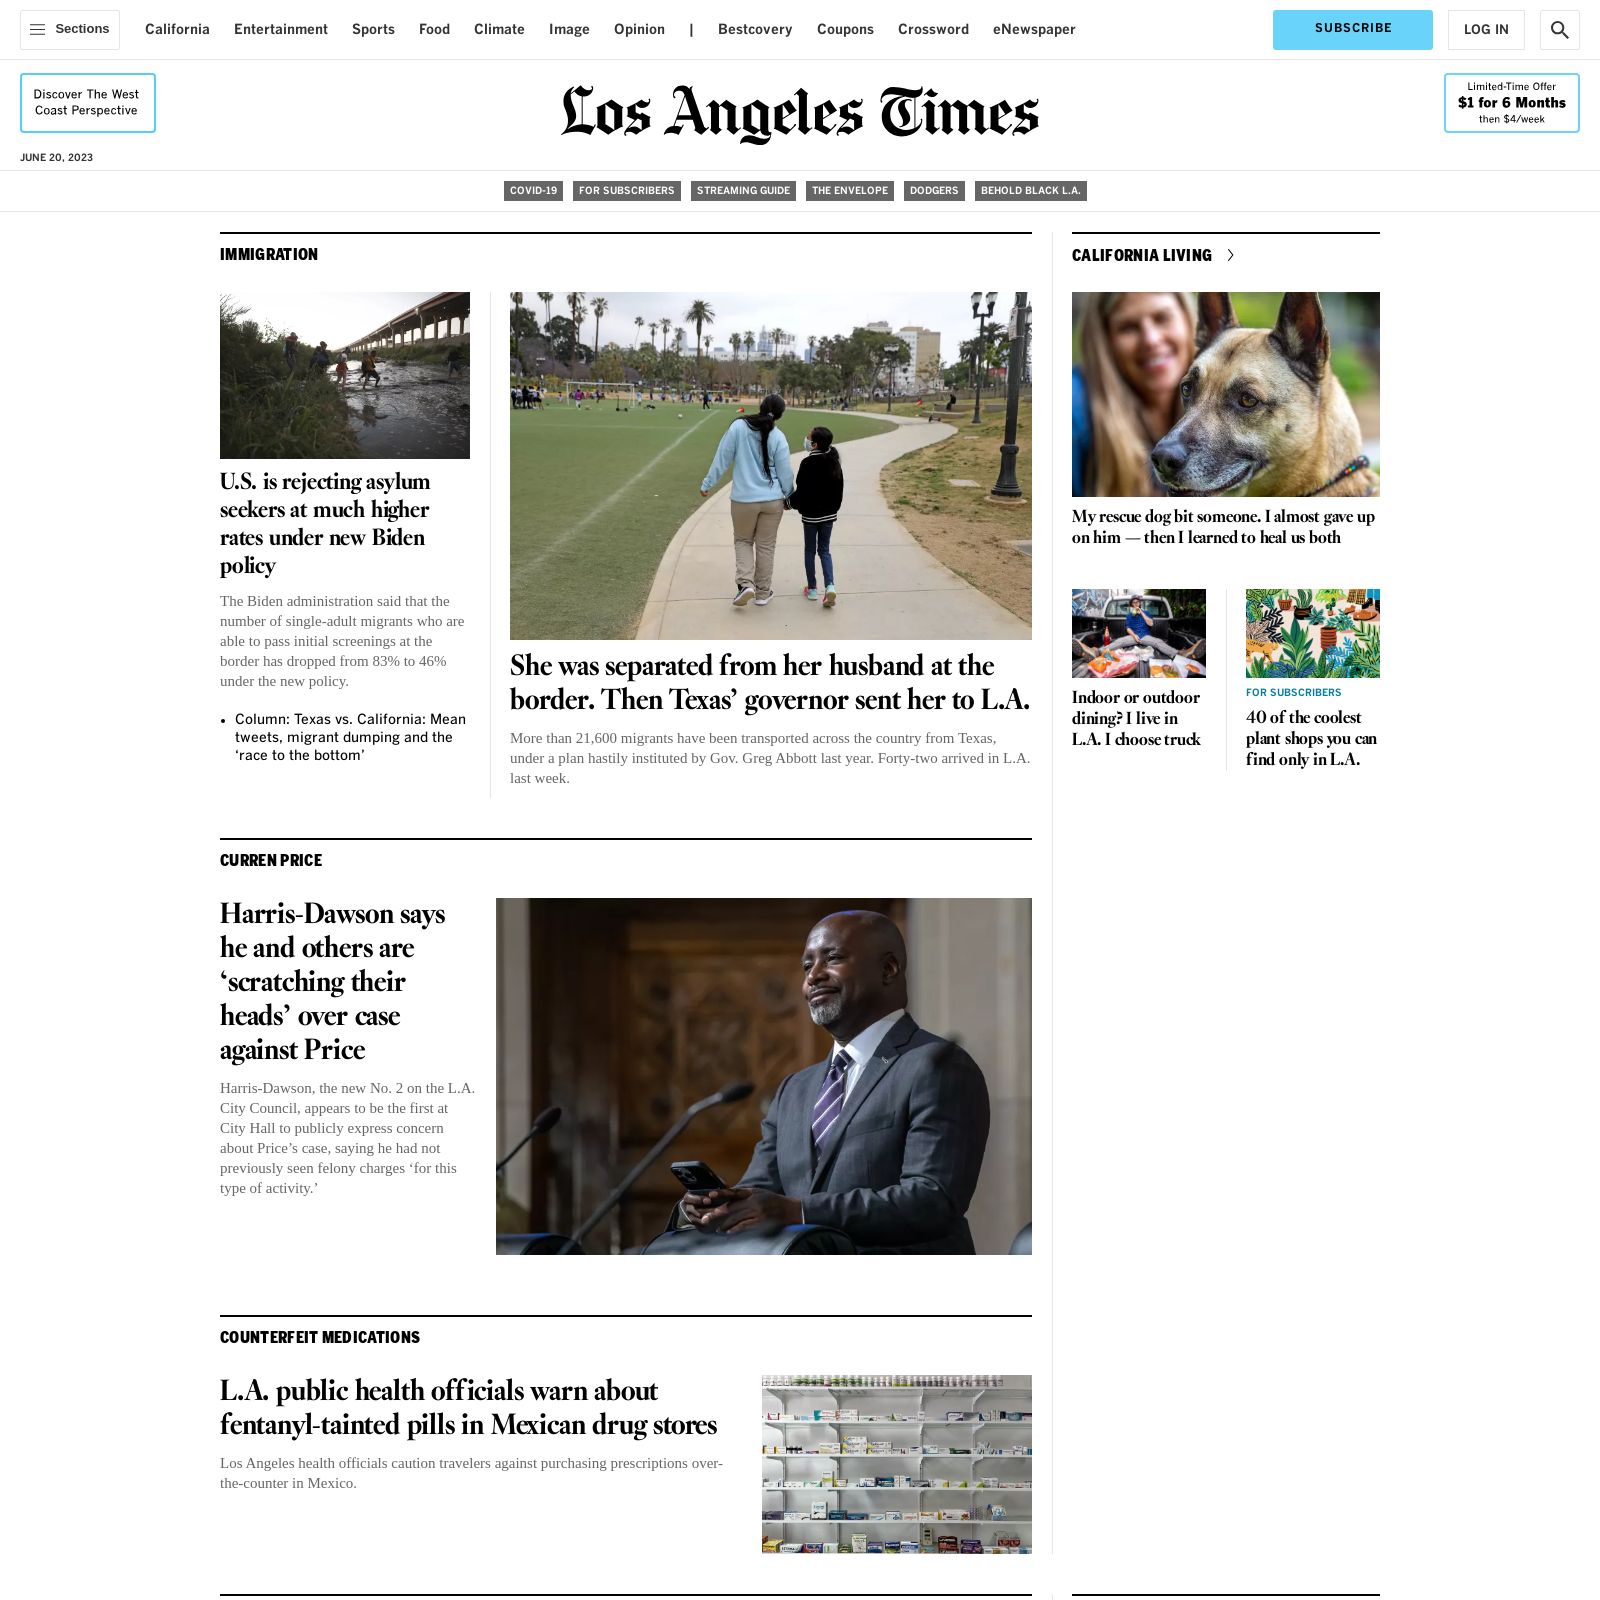 Sections
California
Entertainment
Sports
Food
Climate
Image
Opinion
|
Bestcovery
Coupons
Crossword
eNewspaper
SUBSCRIBE
LOG IN
Discover The West
Coast Perspective
Los Angeles Times
Limited-Time Offer
$1 for 6 Months
then $4/week
JUNE 20, 2023
COVID-19
FOR SUBSCRIBERS
STREAMING GUIDE
THE ENVELOPE
DODGERS
BEHOLD BLACK L.A.
IMMIGRATION
U.S. is rejecting asylum
seekers at much higher
rates under new Biden
policy
The Biden administration said that the
number of single-adult migrants who are
able to pass initial screenings at the
border has dropped from 83% to 46%
under the new policy.
• Column: Texas vs. California: Mean
tweets, migrant dumping and the
‘race to the bottom’
She was separated from her husband at the
border. Then Texas’ governor sent her to L.A.
More than 21,600 migrants have been transported across the country from Texas,
under a plan hastily instituted by Gov. Greg Abbott last year. Forty-two arrived in L.A.
last week.
CURREN PRICE
Harris-Dawson says
he and others are
‘scratching their
heads’ over case
against Price
Harris-Dawson, the new No. 2 on the L.A.
City Council, appears to be the first at
City Hall to publicly express concern
about Price’s case, saying he had not
previously seen felony charges ‘for this
type of activity.’
COUNTERFEIT MEDICATIONS
L.A. public health officials warn about
fentanyl-tainted pills in Mexican drug stores
Los Angeles health officials caution travelers against purchasing prescriptions over-
the-counter in Mexico.
CALIFORNIA LIVING
My rescue dog bit someone. I almost gave up
on him — then I learned to heal us both
Indoor or outdoor
dining? I live in
L.A. I choose truck
FOR SUBSCRIBERS
40 of the coolest
plant shops you can
find only in L.A.